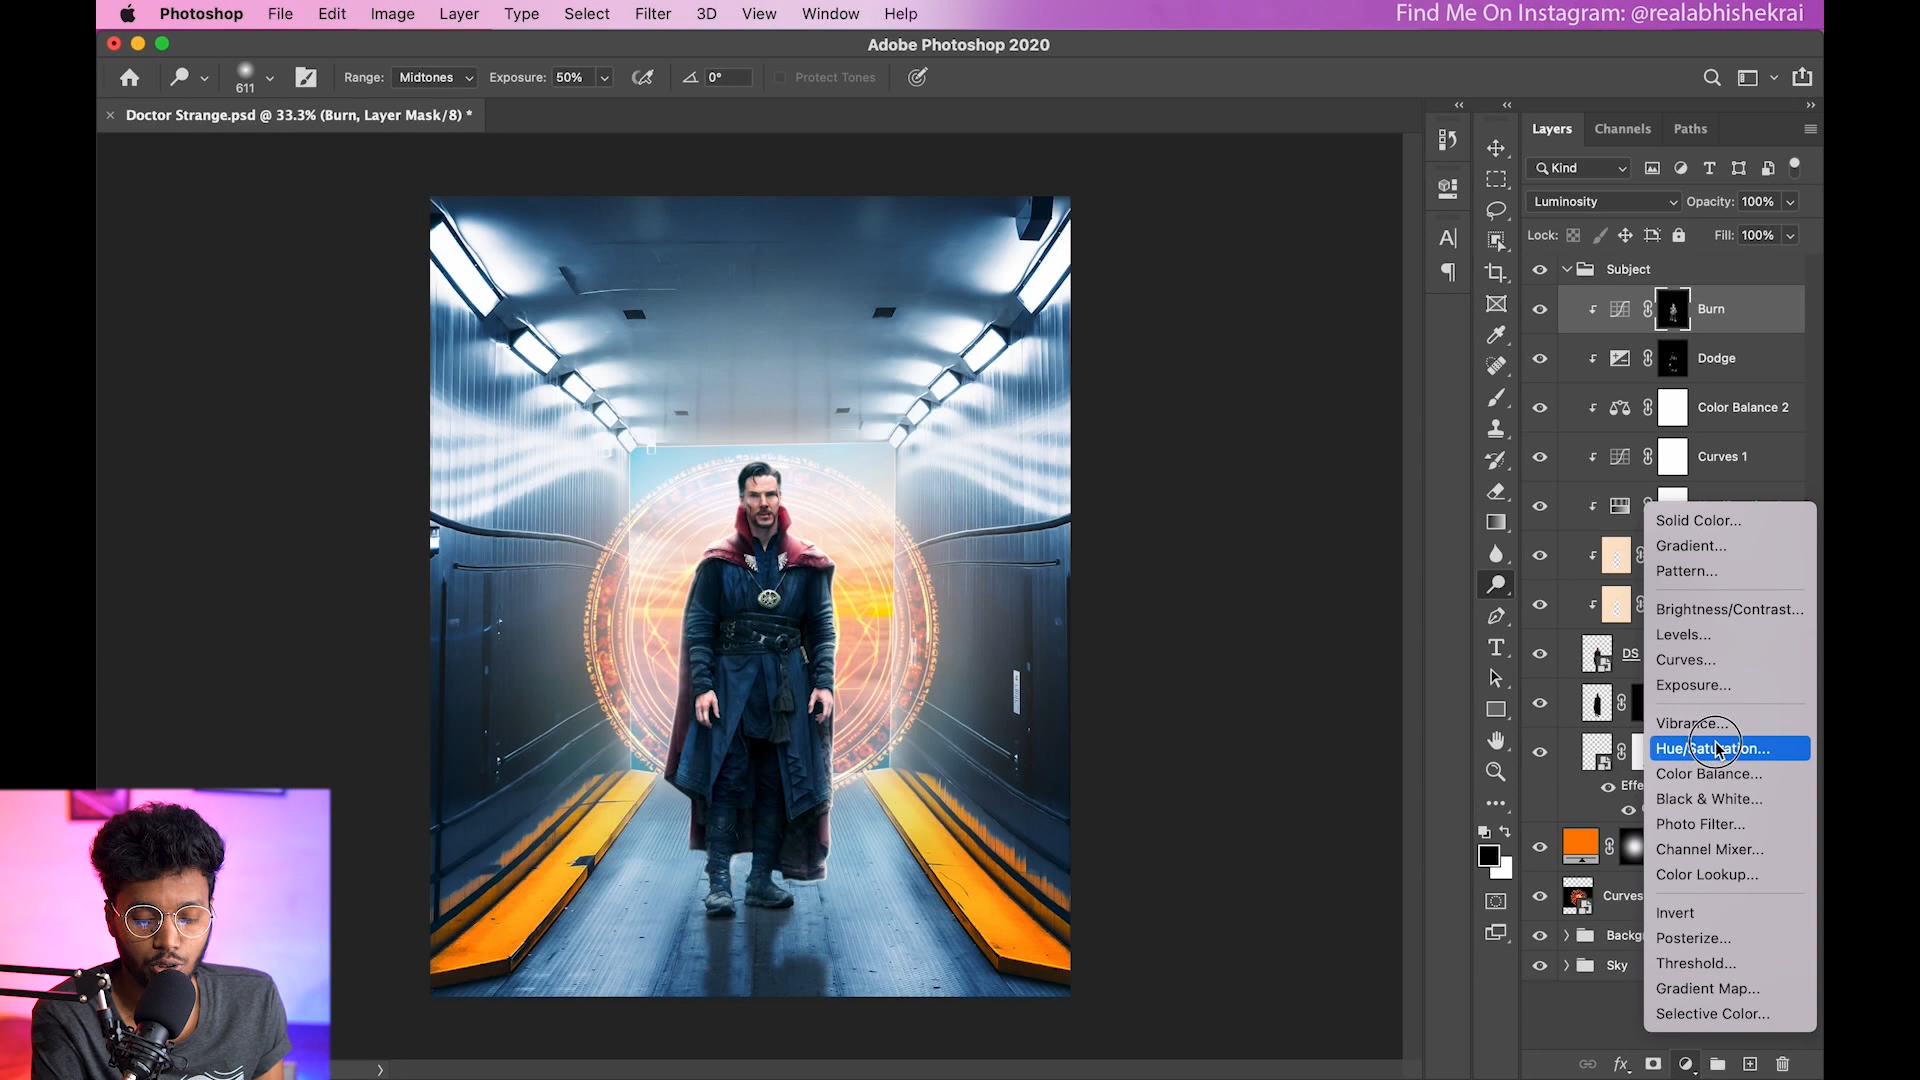 Photoshop File Edit Image Layer Type Select Filter 3D View Window Help
Find Me On Instagram: @realabhishekrai
Adobe Photoshop 2020
611
Range: Midtones Exposure: 50% 0° Protect Tones
Doctor Strange.psd @ 33.3% (Burn, Layer Mask/8) *
Layers Channels Paths
Kind
Luminosity Opacity: 100%
Lock: Fill: 100%
Subject
Burn
Dodge
Color Balance 2
Curves 1
DS
Effe
Curves
Backg
Sky
Solid Color...
Gradient...
Pattern...
Brightness/Contrast...
Levels...
Curves...
Exposure...
Vibrance...
Hue/Saturation...
Color Balance...
Black & White...
Photo Filter...
Channel Mixer...
Color Lookup...
Invert
Posterize...
Threshold...
Gradient Map...
Selective Color...